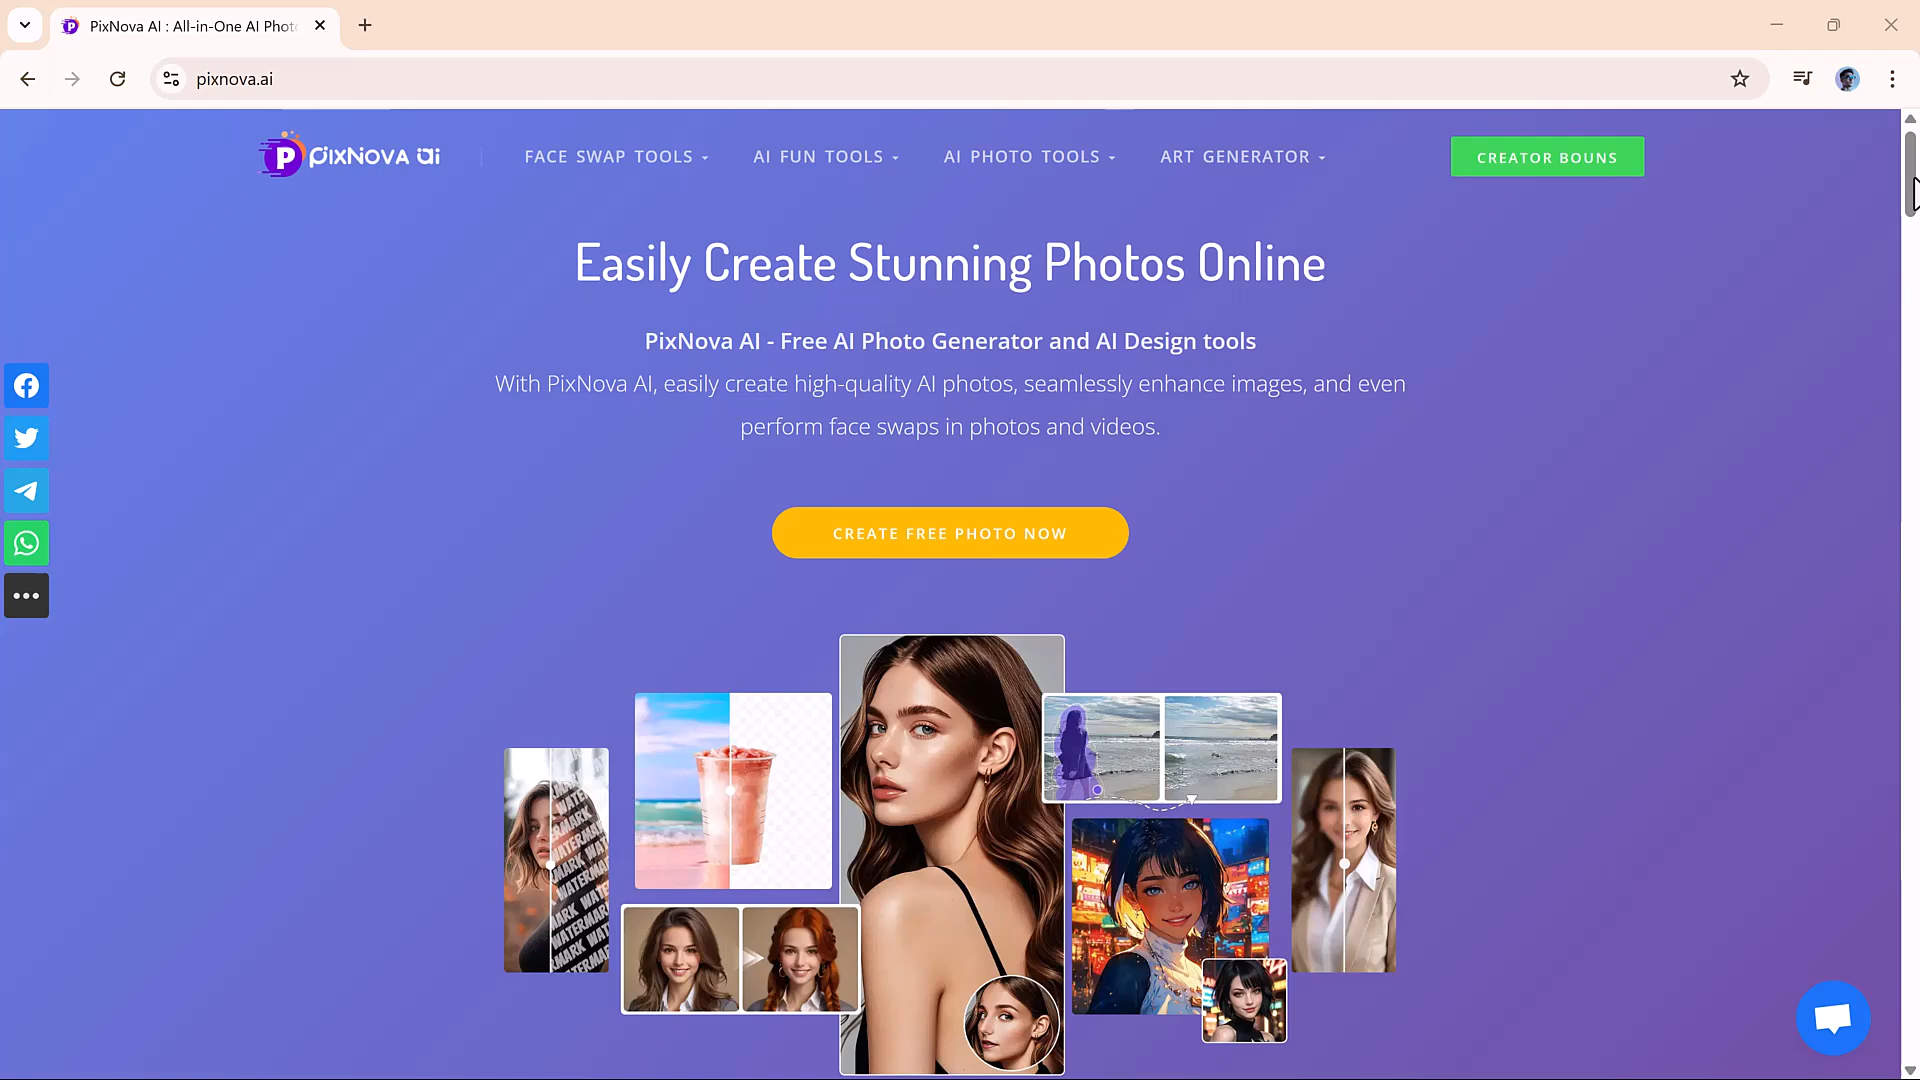 PixNova AI : All-in-One AI Phot
pixnova.ai
P PixNova ai
FACE SWAP TOOLS
AI FUN TOOLS
AI PHOTO TOOLS
ART GENERATOR
CREATOR BOUNS
Easily Create Stunning Photos Online
PixNova AI - Free AI Photo Generator and AI Design tools
With PixNova AI, easily create high-quality AI photos, seamlessly enhance images, and even
perform face swaps in photos and videos.
CREATE FREE PHOTO NOW